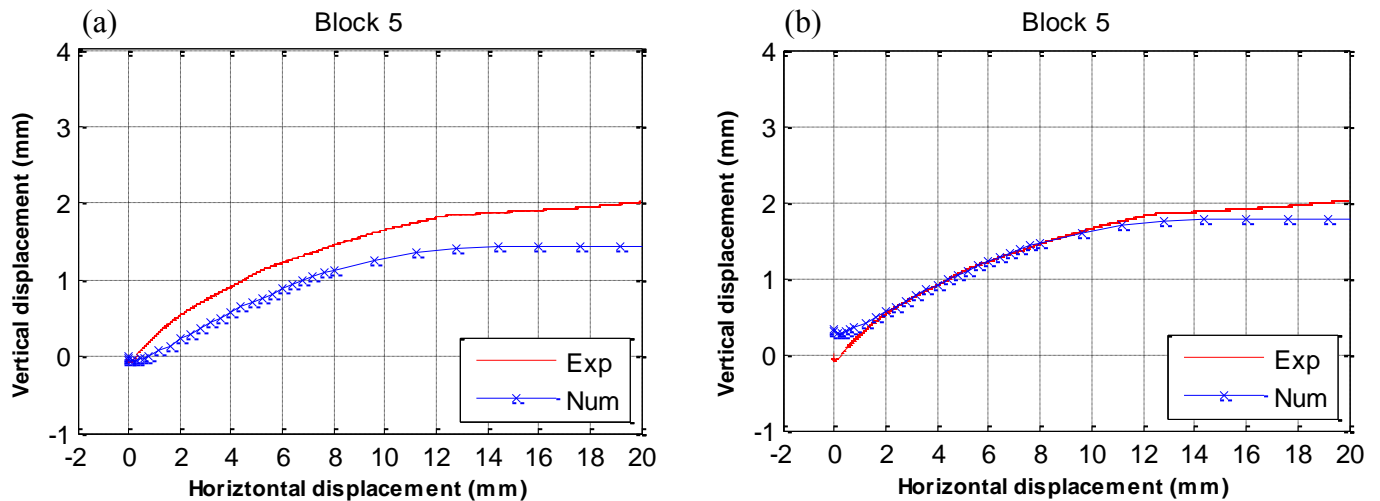 (a)
Block 5
4
3
2
1
0
-1
-2 0 2 4 6 8 10 12 14 16 18 20
Vertical displacement (mm)
Horiztontal displacement (mm)
Exp
Num
(b)
Block 5
4
3
2
1
0
-1
-2 0 2 4 6 8 10 12 14 16 18 20
Vertical displacement (mm)
Horiztontal displacement (mm)
Exp
Num